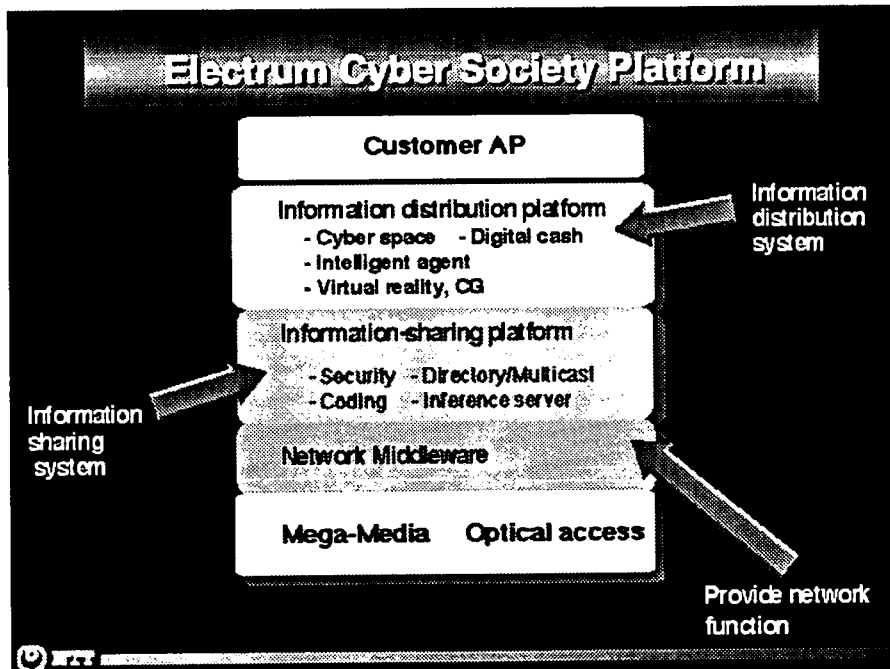 Electrum Cyber Society Platform
Customer AP
Information distribution platform
- Cyber space - Digital cash
- Intelligent agent
- Virtual reality, CG
Information
distribution
system
Information-sharing platform
- Security - Directory/Multicast
- Coding - Inference server
Information
sharing
system
Network Middleware
Mega-Media Optical access
Provide network
function
NTT